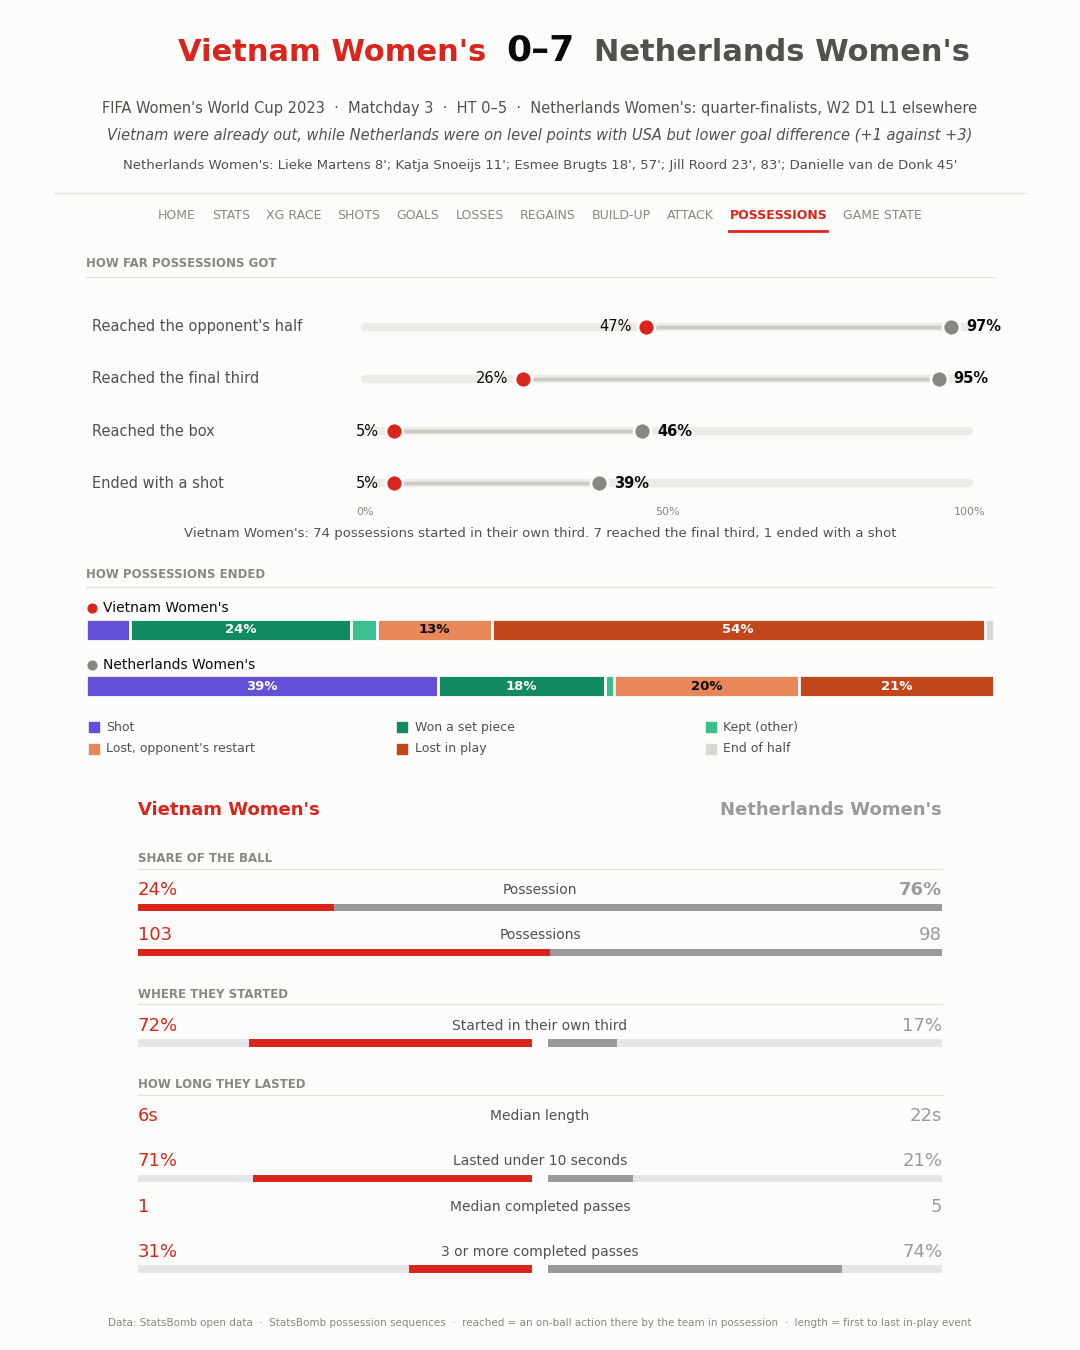 Vietnam Women's 0–7 Netherlands Women's
FIFA Women's World Cup 2023 · Matchday 3 · HT 0–5 · Netherlands Women's: quarter-finalists, W2 D1 L1 elsewhere
Vietnam were already out, while Netherlands were on level points with USA but lower goal difference (+1 against +3)
Netherlands Women's: Lieke Martens 8'; Katja Snoeijs 11'; Esmee Brugts 18', 57'; Jill Roord 23', 83'; Danielle van de Donk 45'
HOME STATS XG RACE SHOTS GOALS LOSSES REGAINS BUILD-UP ATTACK POSSESSIONS GAME STATE
HOW FAR POSSESSIONS GOT
Reached the opponent's half 47% 97%
Reached the final third 26% 95%
Reached the box 5% 46%
Ended with a shot 5% 39%
0% 50% 100%
Vietnam Women's: 74 possessions started in their own third. 7 reached the final third, 1 ended with a shot
HOW POSSESSIONS ENDED
Vietnam Women's
24% 13% 54%
Netherlands Women's
39% 18% 20% 21%
Shot Won a set piece Kept (other)
Lost, opponent's restart Lost in play End of half
Vietnam Women's Netherlands Women's
SHARE OF THE BALL
24% Possession 76%
103 Possessions 98
WHERE THEY STARTED
72% Started in their own third 17%
HOW LONG THEY LASTED
6s Median length 22s
71% Lasted under 10 seconds 21%
1 Median completed passes 5
31% 3 or more completed passes 74%
Data: StatsBomb open data · StatsBomb possession sequences · reached = an on-ball action there by the team in possession · length = first to last in-play event